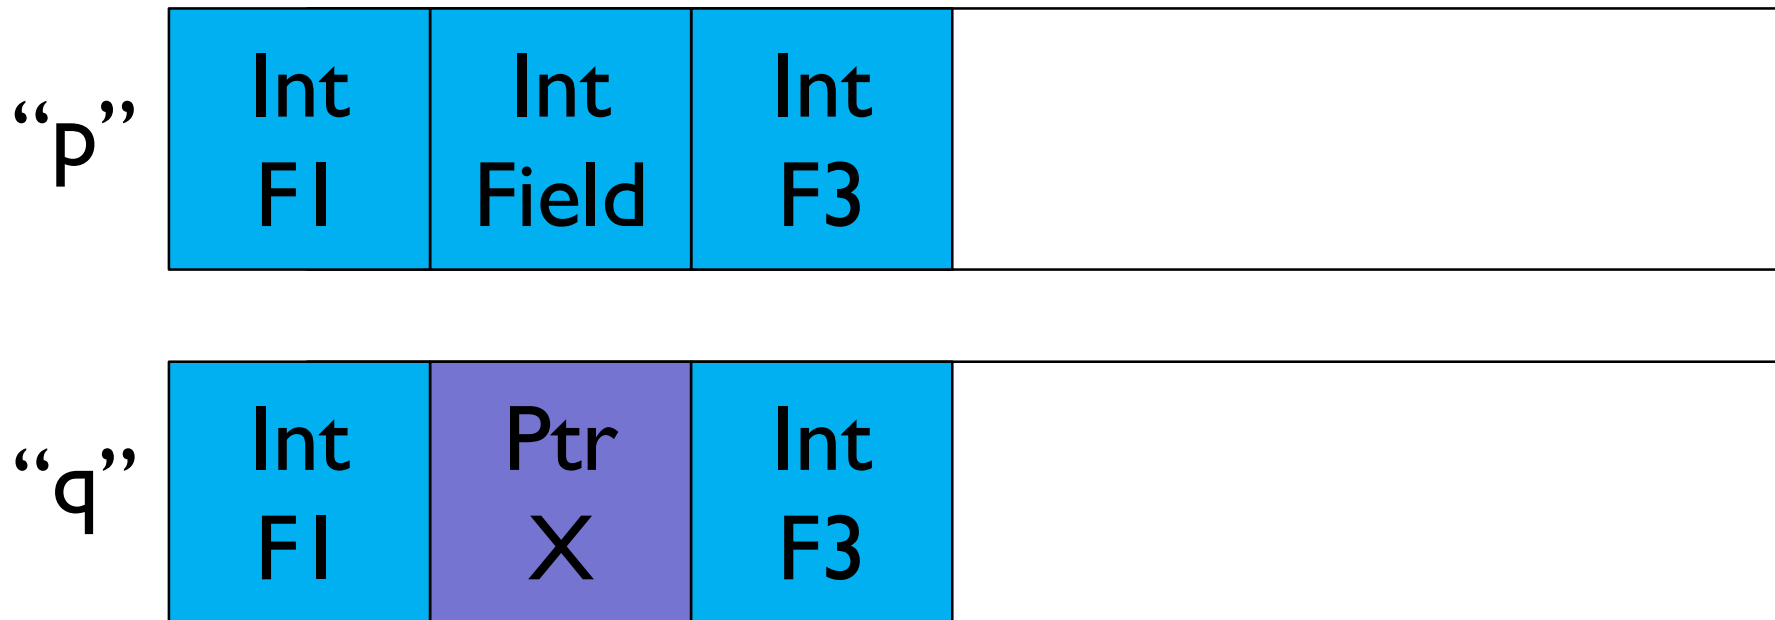 “p”
Int
F1
Int
Field
Int
F3
“q”
Int
F1
Ptr
X
Int
F3